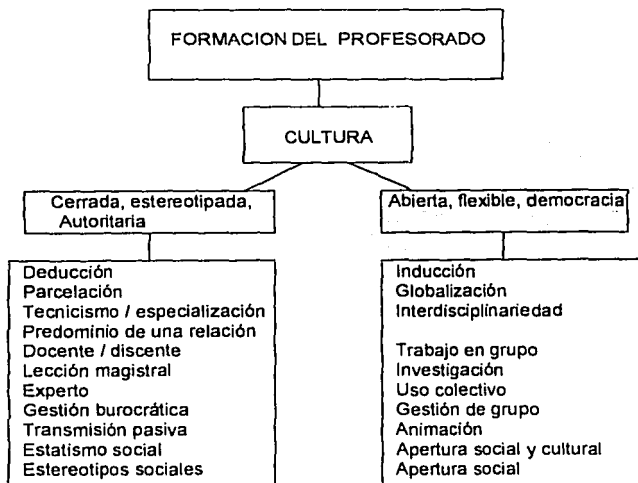 FORMACION DEL PROFESORADO
CULTURA
Cerrada, estereotipada,
Autoritaria
Abierta, flexible, democracia
Deducción
Parcelación
Tecnicismo / especialización
Predominio de una relación
Docente / discente
Lección magistral
Experto
Gestión burocrática
Transmisión pasiva
Estatísmo social
Estereotipos sociales
Inducción
Globalización
Interdisciplinariedad
Trabajo en grupo
Investigación
Uso colectivo
Gestión de grupo
Animación
Apertura social y cultural
Apertura social